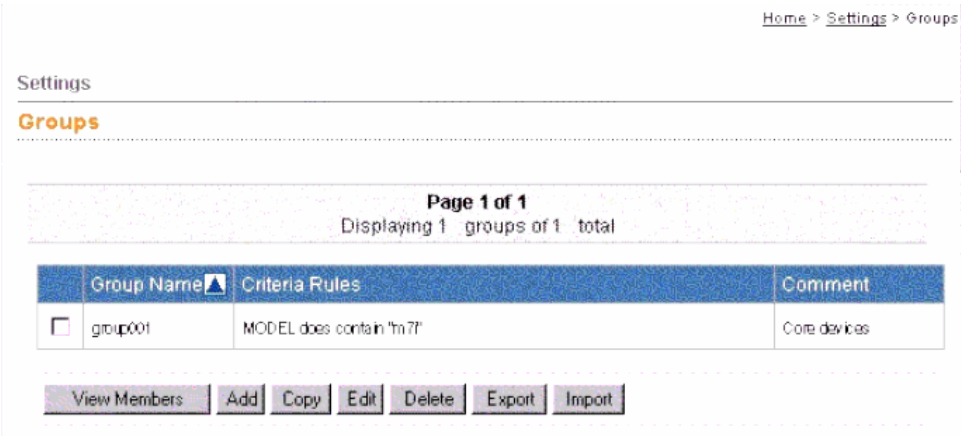 Home > Settings > Groups
Settings
Groups
Page 1 of 1
Displaying 1 groups of 1 total
Group Name Criteria Rules Comment
group001 MODEL does contain Core devices
View Members Add Copy Edit Delete Export Import